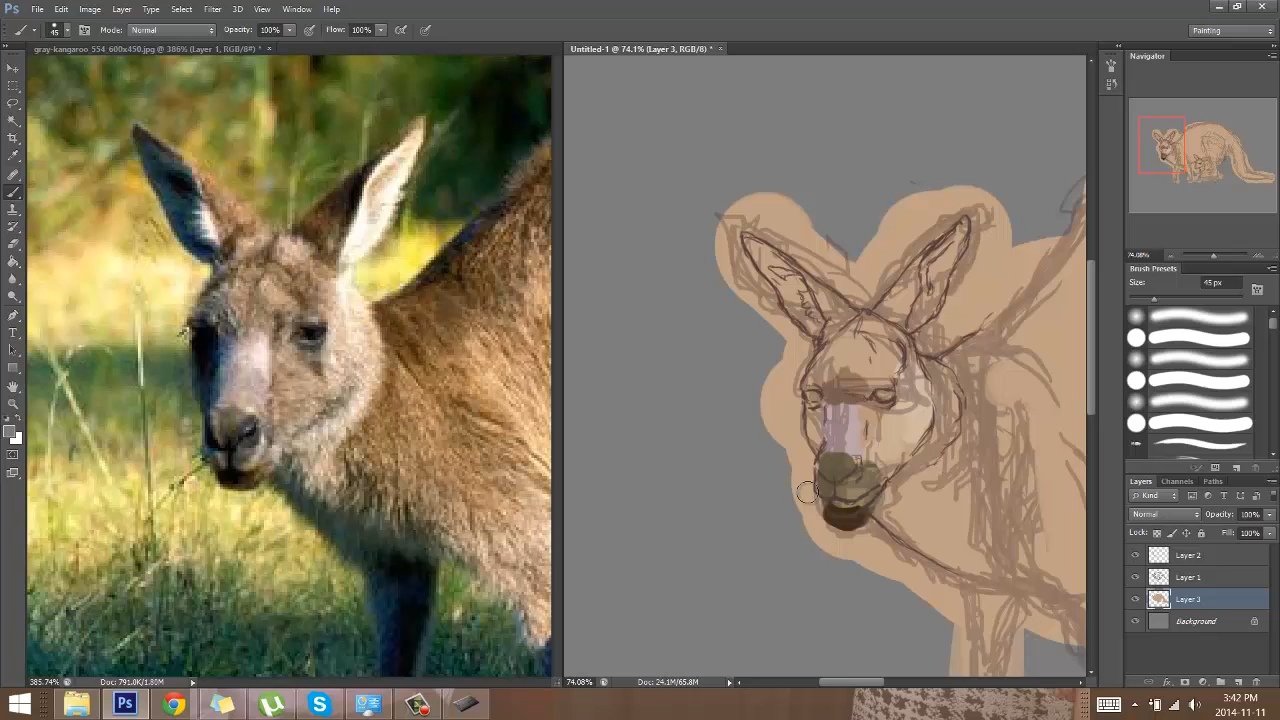 Ps File Edit Image Layer Type Select Filter 3D View Window Help
45 Mode: Normal Opacity: 100% Flow: 100% Painting
gray-kangaroo_554_600x450.jpg @ 386% (Layer 1, RGB/8#) * ×
Untitled-1 @ 74.1% (Layer 3, RGB/8) * ×
Navigator
74.08%
Brush Presets
Size: 45 px
Layers Channels Paths
Kind
Normal Opacity: 100%
Lock: Fill: 100%
Layer 2
Layer 1
Layer 3
Background
385.74% Doc: 791.0K/1.80M
74.08% Doc: 24.1M/65.8M
Ps
3:42 PM
2014-11-11